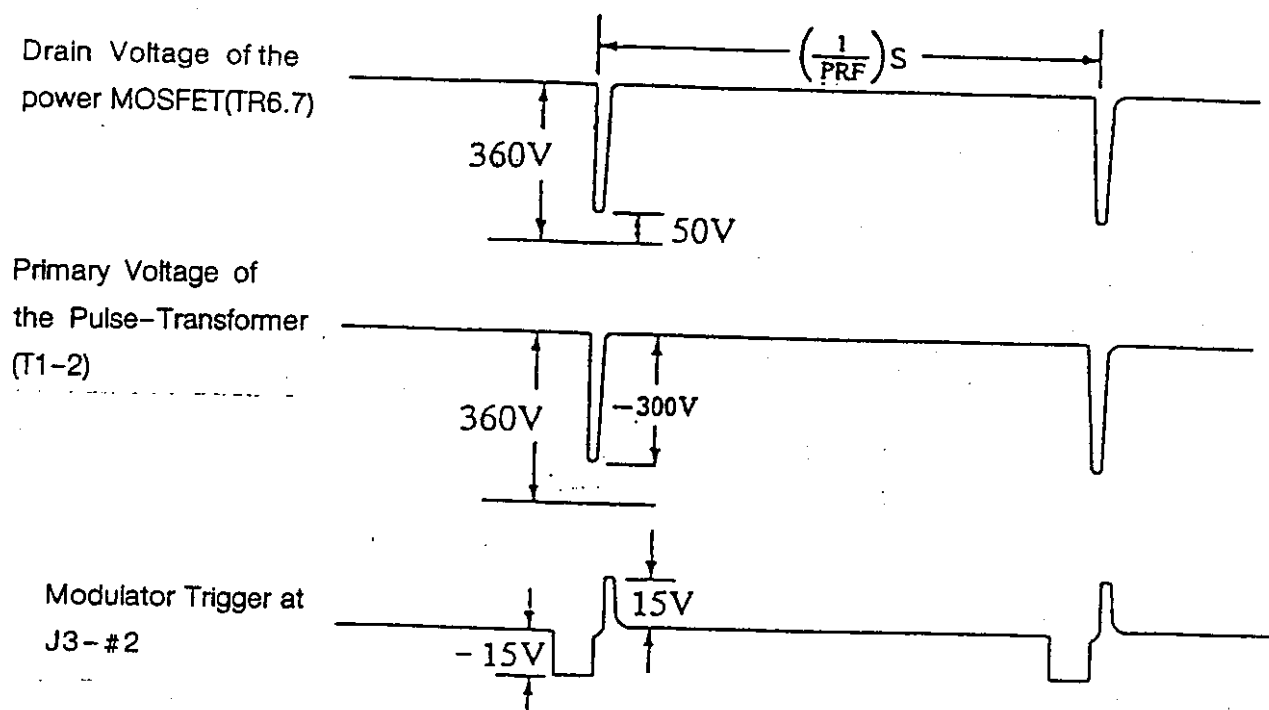 Drain Voltage of the
power MOSFET(TR6.7)
(1/PRF)S
360V
50V
Primary Voltage of
the Pulse-Transformer
(T1-2)
-300V
360V
Modulator Trigger at
J3-#2
15V
-15V